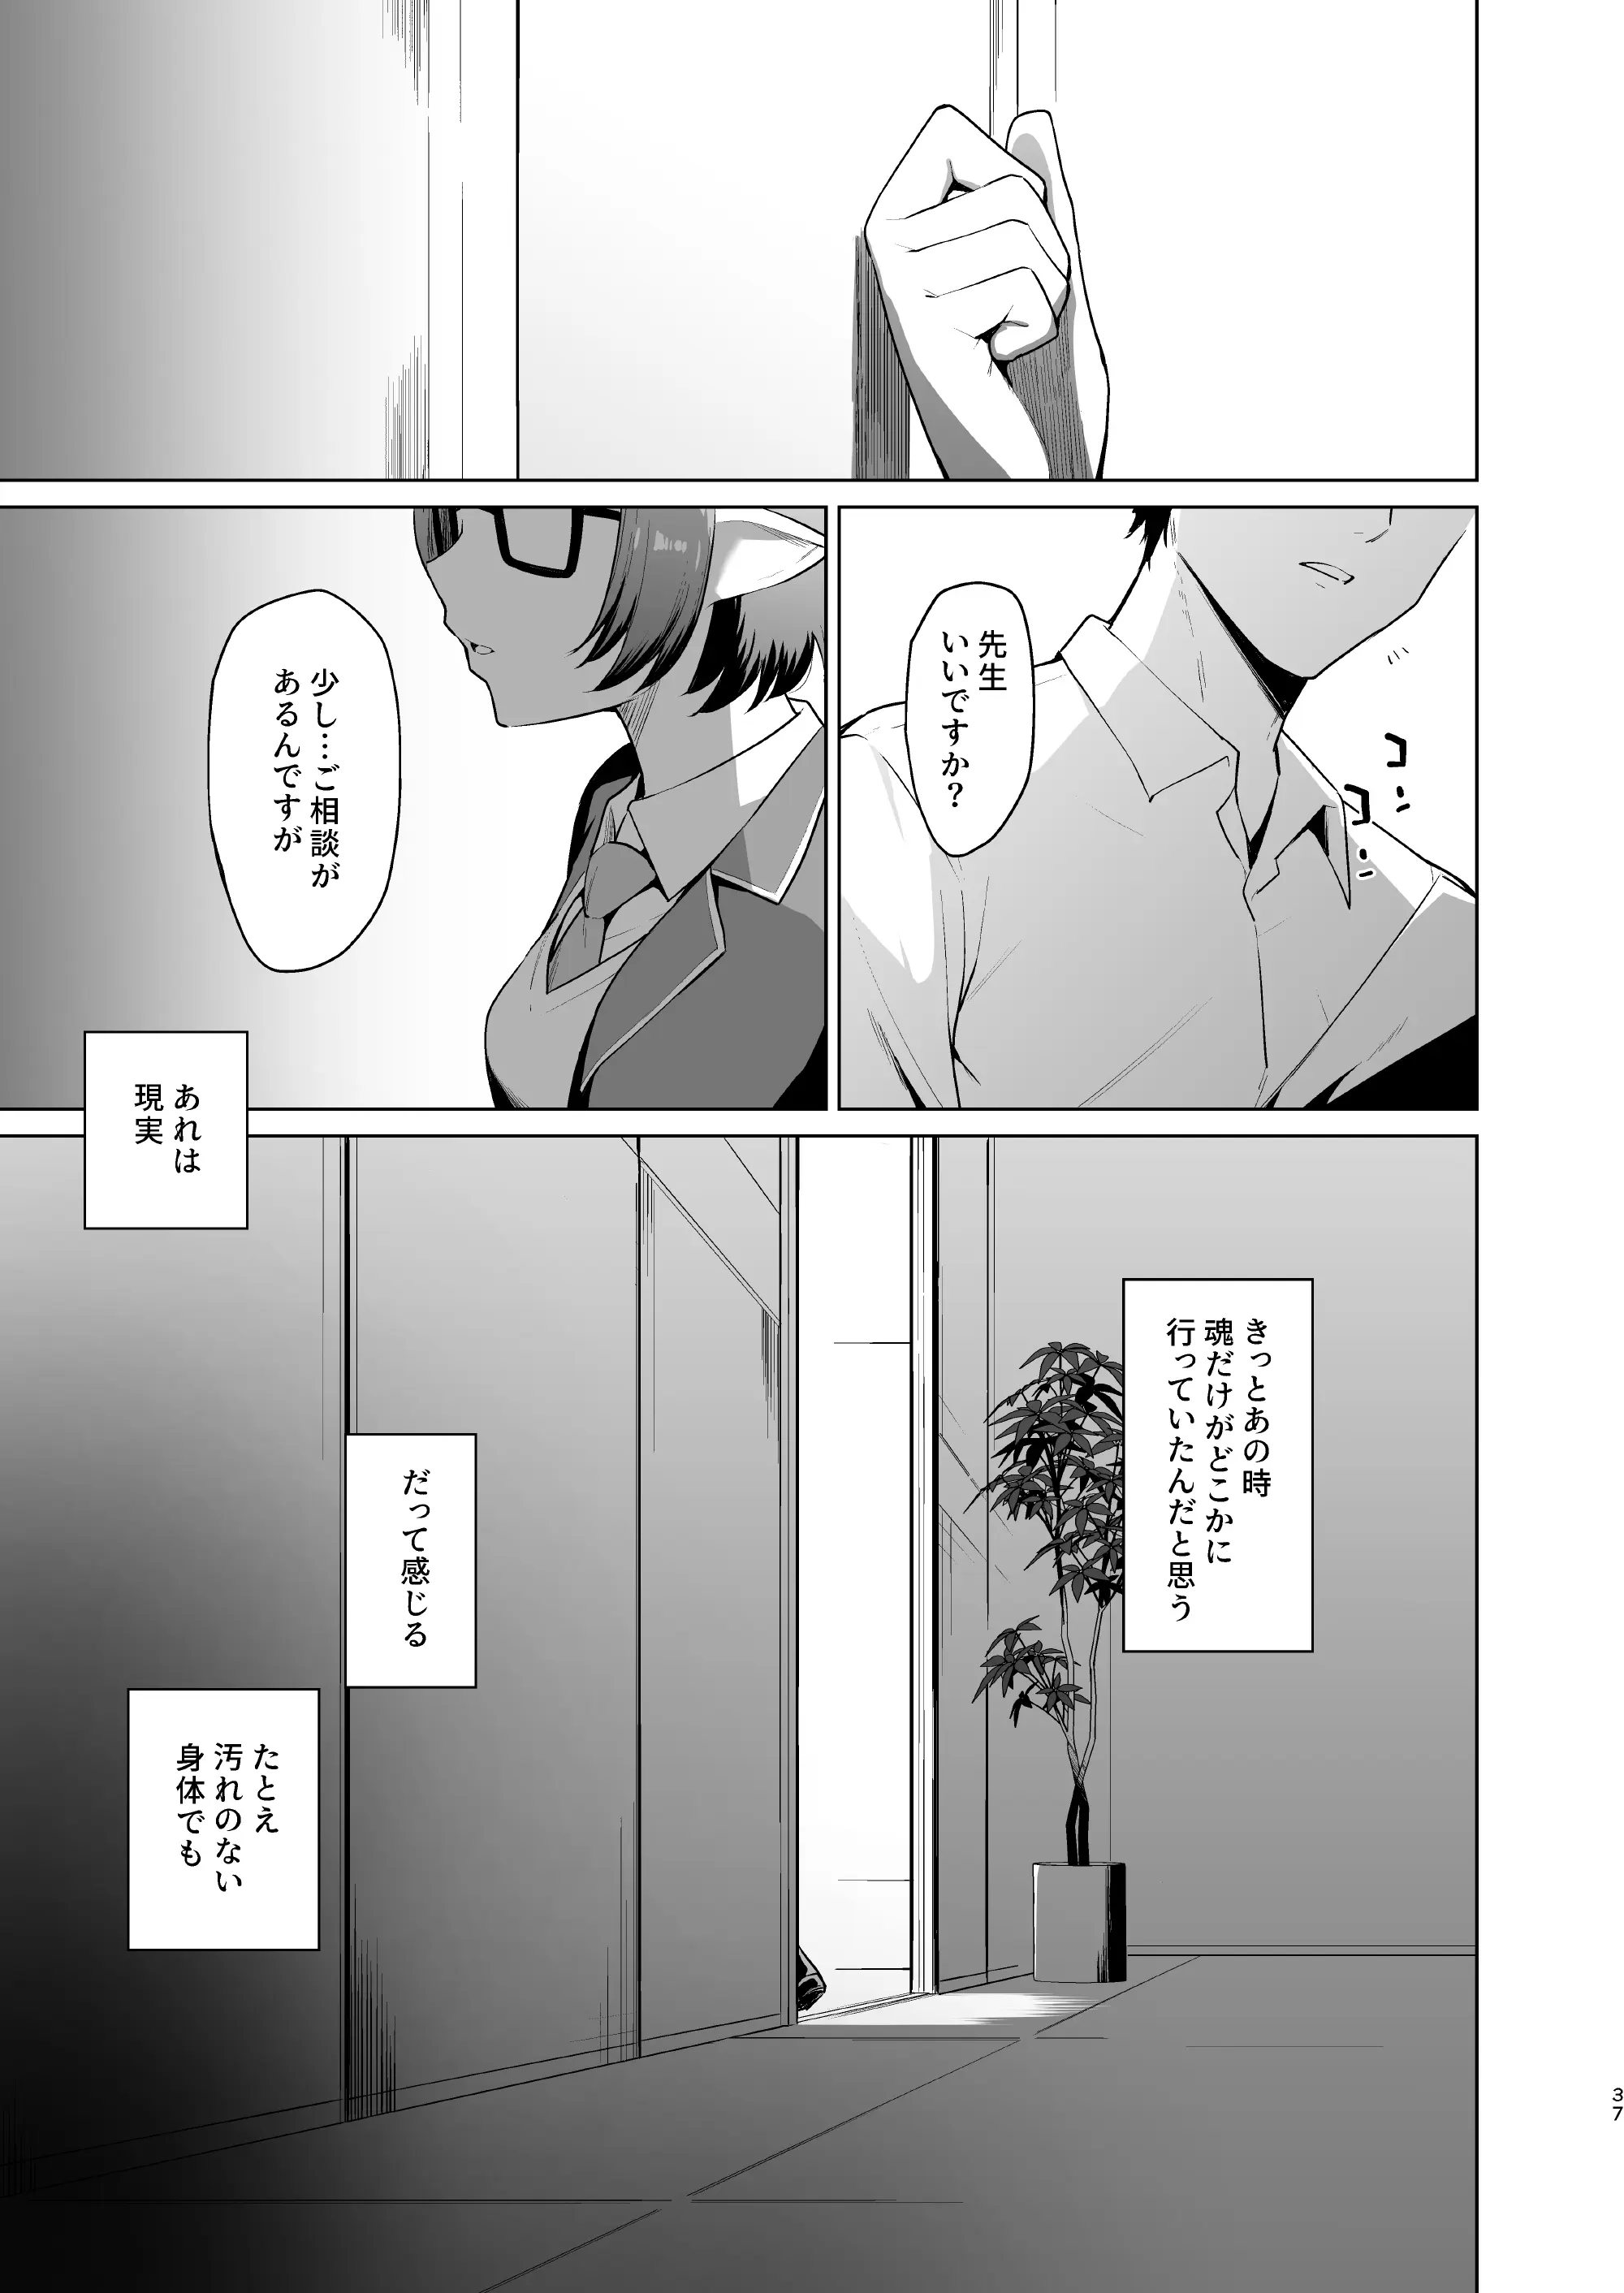 コ
コ
先生
いいですか？
少し…ご相談が
あるんですが
あれは
現実
きっとあの時
魂だけがどこかに
行っていたんだと思う
だって感じる
たとえ
汚れのない
身体でも
37